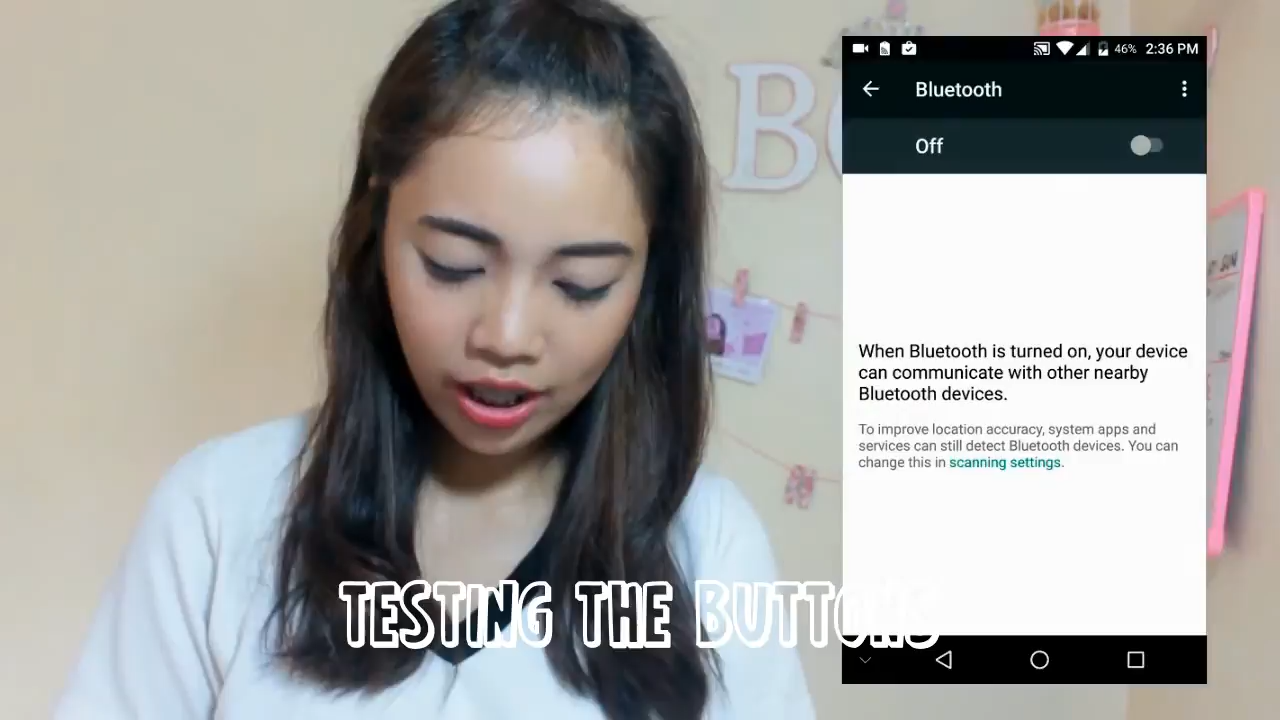 46% 2:36 PM
Bluetooth
Off
When Bluetooth is turned on, your device
can communicate with other nearby
Bluetooth devices.
To improve location accuracy, system apps and
services can still detect Bluetooth devices. You can
change this in scanning settings.
SUN
TESTING THE BUTTONS